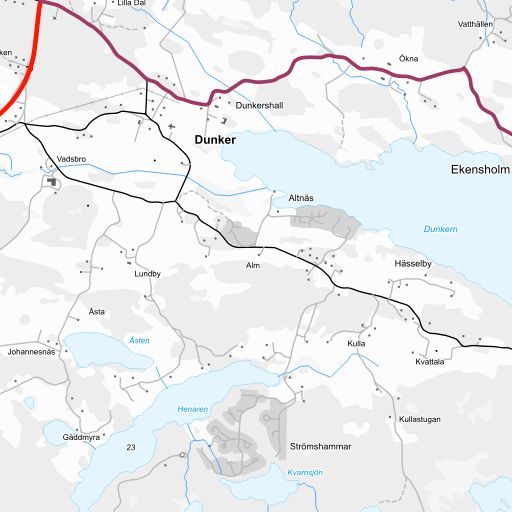 Lilla Dal
Vatthällen
ken
Ökna
Dunkershall
Dunker
Vadsbro
Ekensholm
Altnäs
Dunkern
Alm
Hässelby
Lundby
Åsta
Åsten
Johannesnäs
Kulla
Kvattala
Henaren
Kullastugan
Gäddmyra
23
Strömshammar
Kvarnsjön